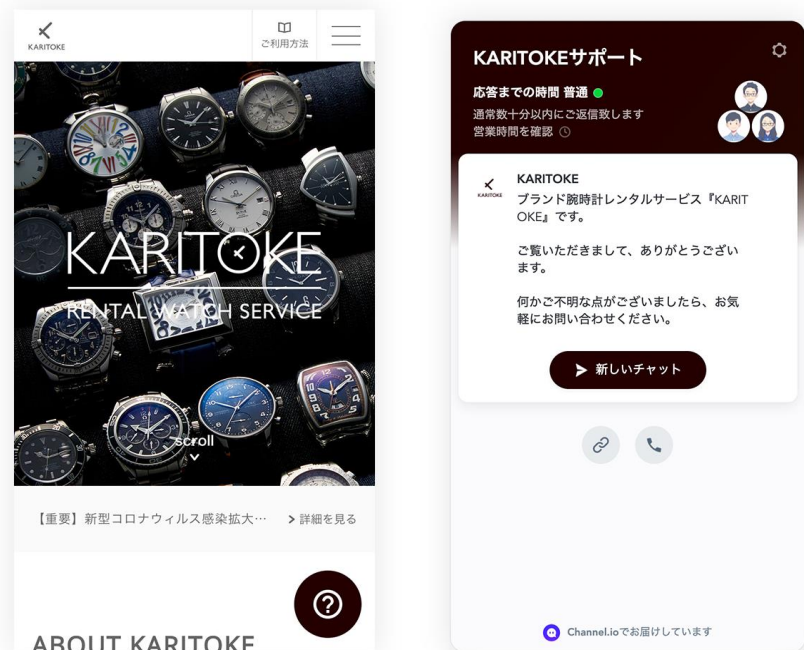 KARITOKE
ご利用方法
KARITOKE
RENTAL WATCH SERVICE
scroll
【重要】新型コロナウィルス感染拡大…
詳細を見る
ABOUT KARITOKE
KARITOKEサポート
応答までの時間 普通
通常数十分以内にご返信致します
営業時間を確認
KARITOKE
KARITOKE
ブランド腕時計レンタルサービス『KARIT
OKE』です。
ご覧いただきまして、ありがとうござい
ます。
何かご不明な点がございましたら、お気
軽にお問い合わせください。
新しいチャット
Channel.ioでお届けしています